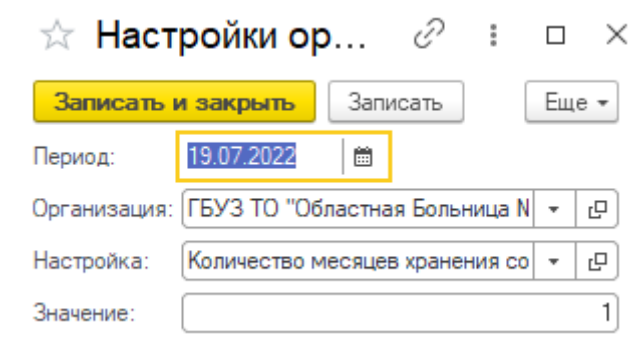 Настройки ор...
Записать и закрыть Записать Еще
Период: 19.07.2022
Организация: ГБУЗ ТО "Областная Больница N
Настройка: Количество месяцев хранения со
Значение: 1